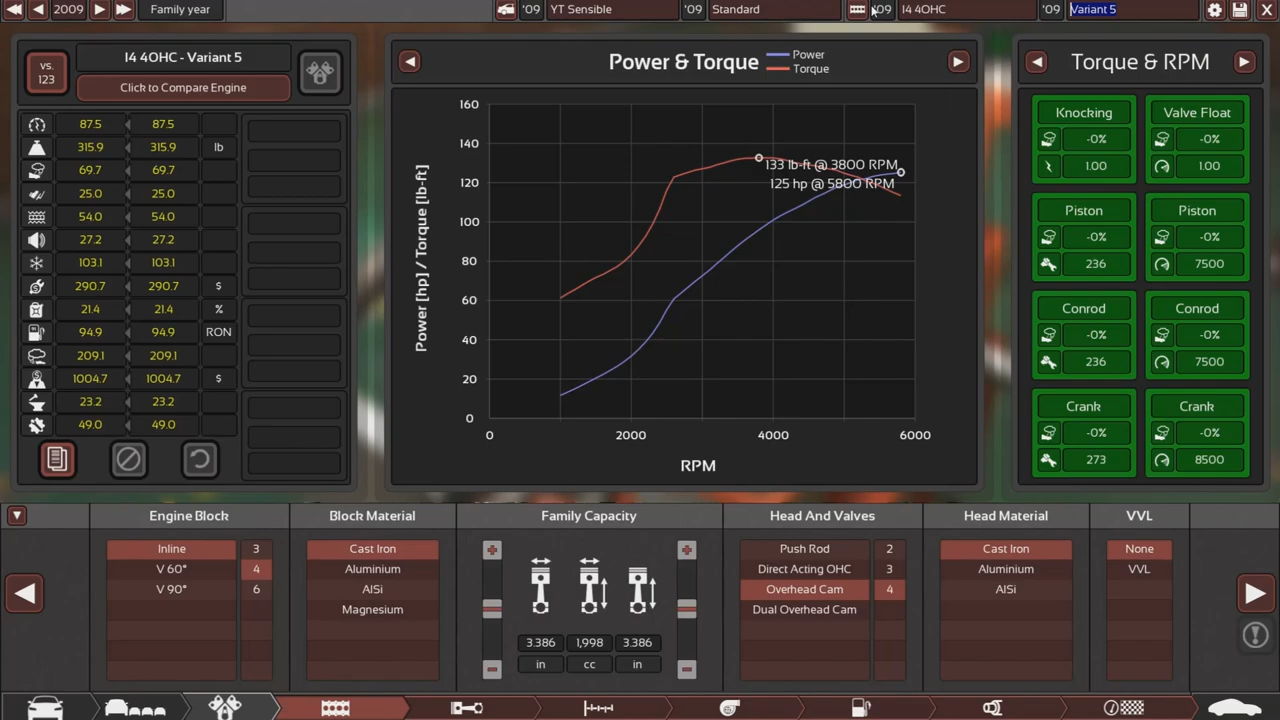 2009 Family year '09 YT Sensible '09 Standard '09 I4 4OHC '09 Variant 5
vs. 123
I4 4OHC - Variant 5
Click to Compare Engine
87.5 87.5
315.9 315.9 lb
69.7 69.7
25.0 25.0
54.0 54.0
27.2 27.2
103.1 103.1
290.7 290.7 $
21.4 21.4 %
94.9 94.9 RON
209.1 209.1
1004.7 1004.7 $
23.2 23.2
49.0 49.0
Power & Torque
Power
Torque
Power [hp] / Torque [lb-ft]
160
140
120
100
80
60
40
20
0
133 lb-ft @ 3800 RPM
125 hp @ 5800 RPM
0 2000 4000 6000
RPM
Torque & RPM
Knocking Valve Float
-0% -0%
1.00 1.00
Piston Piston
-0% -0%
236 7500
Conrod Conrod
-0% -0%
236 7500
Crank Crank
-0% -0%
273 8500
Engine Block
Inline 3
V 60° 4
V 90° 6
Block Material
Cast Iron
Aluminium
AlSi
Magnesium
Family Capacity
3.386 1,998 3.386
in cc in
Head And Valves
Push Rod 2
Direct Acting OHC 3
Overhead Cam 4
Dual Overhead Cam
Head Material
Cast Iron
Aluminium
AlSi
VVL
None
VVL